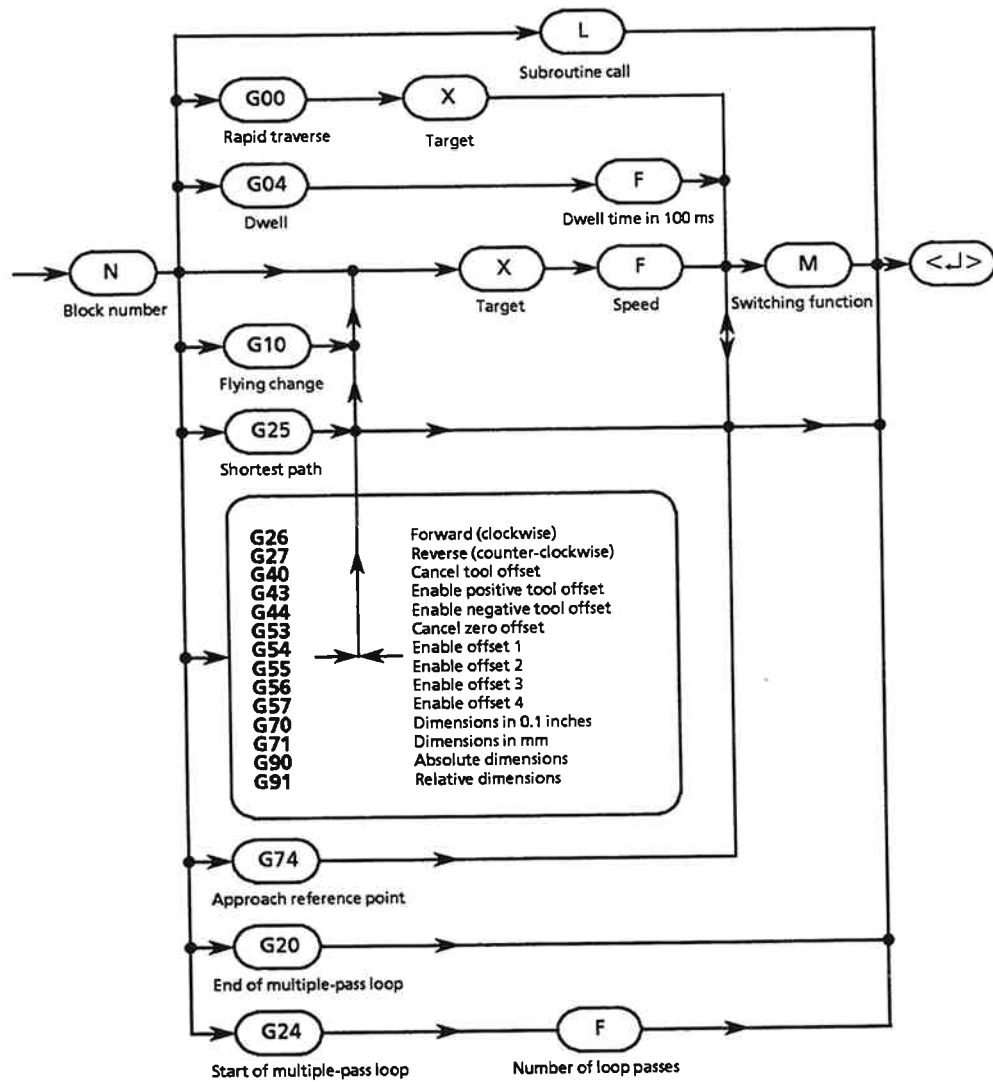 L
Subroutine call
G00
X
Rapid traverse
Target
G04
F
Dwell
Dwell time in 100 ms
N
X
F
M
<↵>
Block number
Target
Speed
Switching function
G10
Flying change
G25
Shortest path
G26 Forward (clockwise)
G27 Reverse (counter-clockwise)
G40 Cancel tool offset
G43 Enable positive tool offset
G44 Enable negative tool offset
G53 Cancel zero offset
G54 Enable offset 1
G55 Enable offset 2
G56 Enable offset 3
G57 Enable offset 4
G70 Dimensions in 0.1 inches
G71 Dimensions in mm
G90 Absolute dimensions
G91 Relative dimensions
G74
Approach reference point
G20
End of multiple-pass loop
G24
F
Start of multiple-pass loop
Number of loop passes